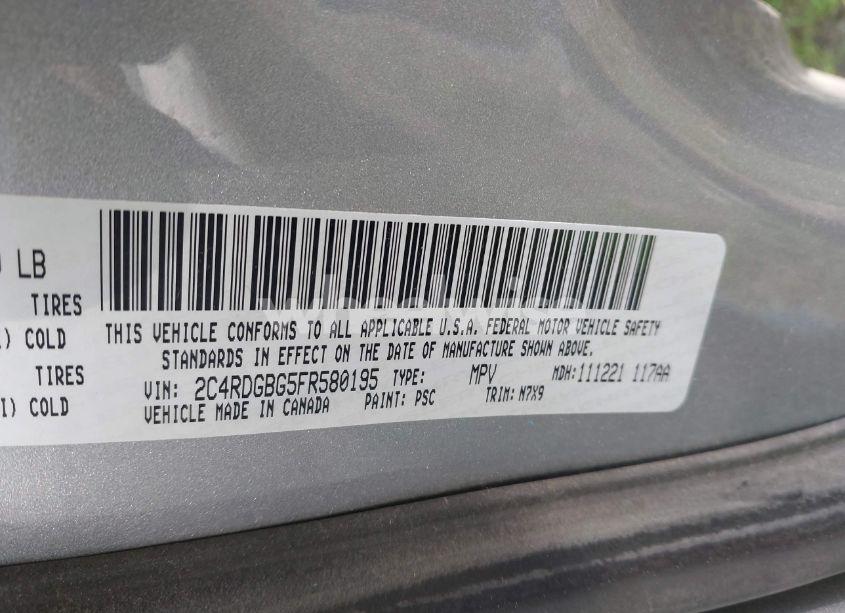 LB
TIRES
COLD
TIRES
I) COLD
THIS VEHICLE CONFORMS TO ALL APPLICABLE U.S.A. FEDERAL MOTOR VEHICLE SAFETY
STANDARDS IN EFFECT ON THE DATE OF MANUFACTURE SHOWN ABOVE.
VIN: 2C4RDGBG5FR580195 TYPE: MPV MDH: 111221 117AA
VEHICLE MADE IN CANADA PAINT: PSC TRIM: N7X9